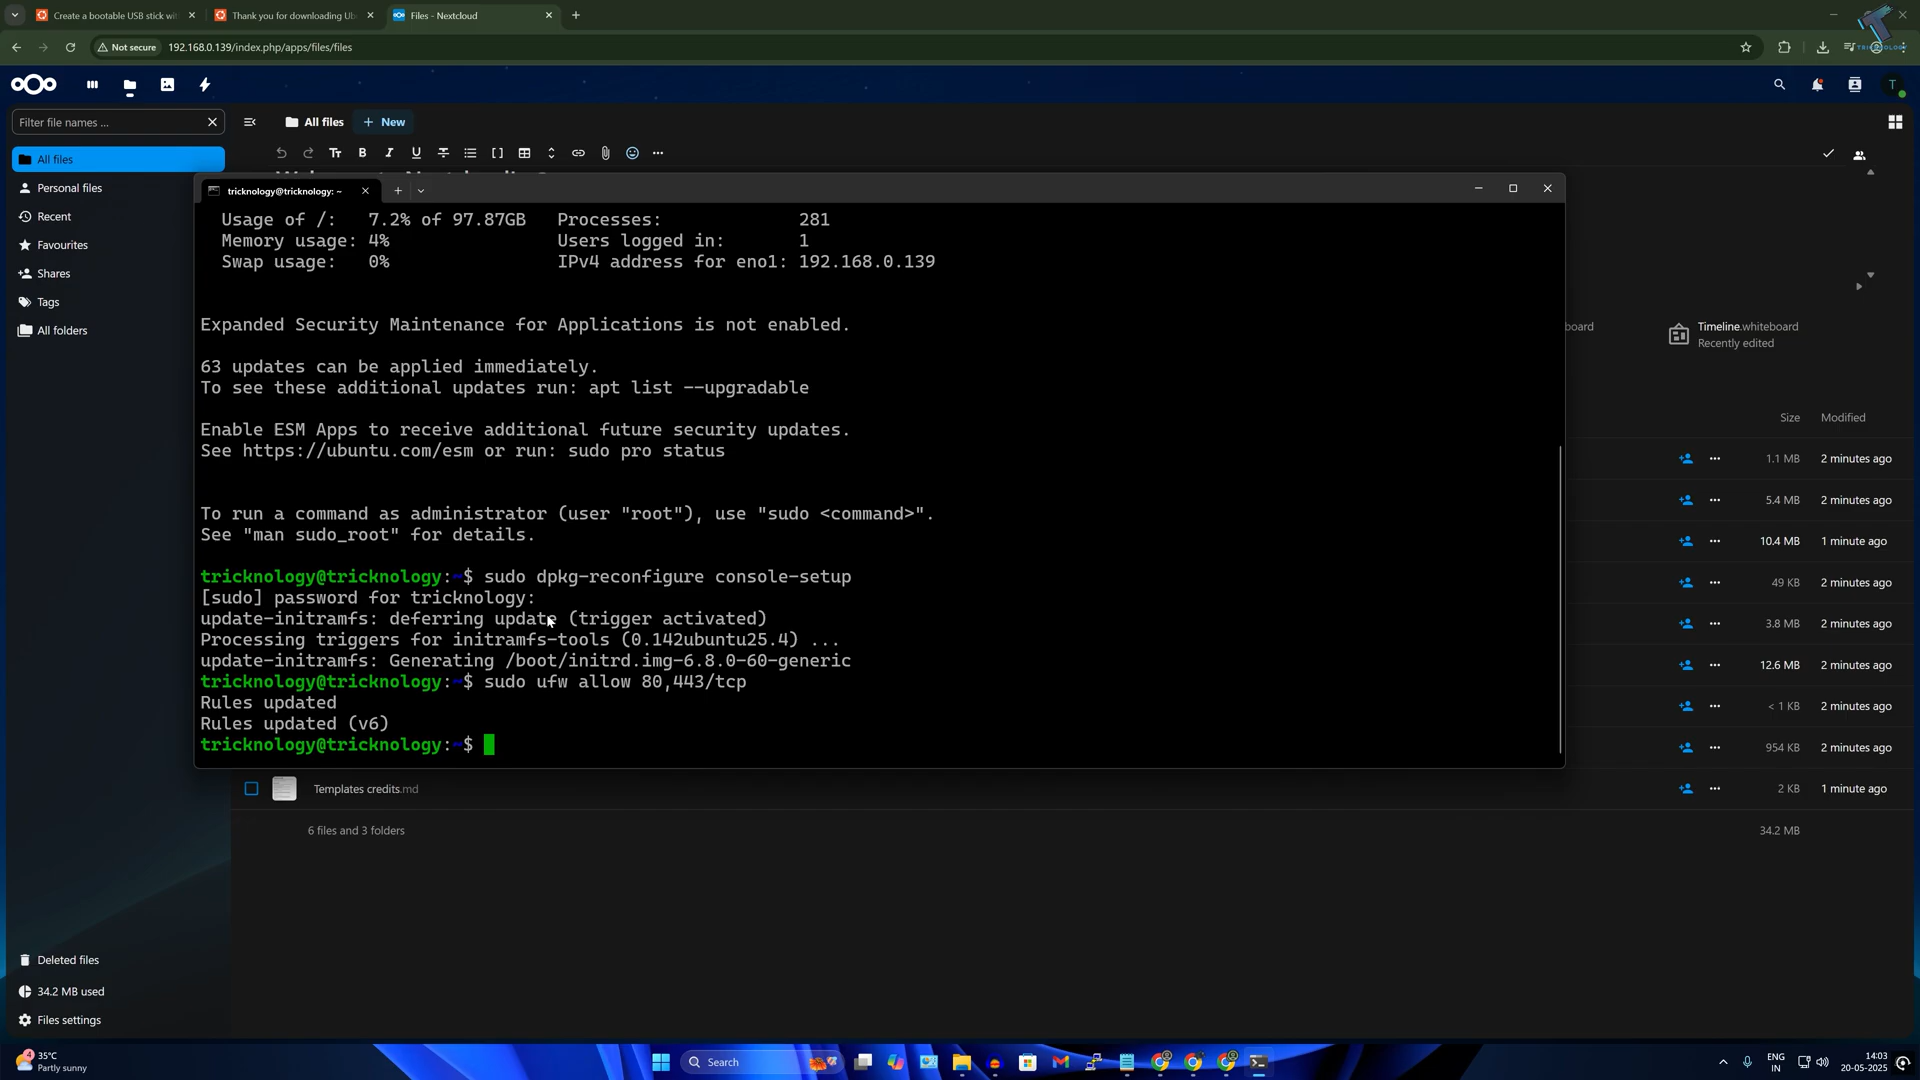 Create a bootable USB stick wit
Thank you for downloading Ub
Files - Nextcloud
Not secure
192.168.0.139/index.php/apps/files/files
Filter file names ...
All files
+ New
All files
Personal files
Recent
Favourites
Shares
Tags
All folders
tricknology@tricknology: ~
Usage of /: 7.2% of 97.87GB Processes: 281
Memory usage: 4% Users logged in: 1
Swap usage: 0% IPv4 address for eno1: 192.168.0.139
Expanded Security Maintenance for Applications is not enabled.
63 updates can be applied immediately.
To see these additional updates run: apt list --upgradable
Enable ESM Apps to receive additional future security updates.
See https://ubuntu.com/esm or run: sudo pro status
To run a command as administrator (user "root"), use "sudo <command>".
See "man sudo_root" for details.
tricknology@tricknology:~$ sudo dpkg-reconfigure console-setup
[sudo] password for tricknology:
update-initramfs: deferring update (trigger activated)
Processing triggers for initramfs-tools (0.142ubuntu25.4) ...
update-initramfs: Generating /boot/initrd.img-6.8.0-60-generic
tricknology@tricknology:~$ sudo ufw allow 80,443/tcp
Rules updated
Rules updated (v6)
tricknology@tricknology:~$
board
Timeline.whiteboard
Recently edited
Size Modified
1.1 MB 2 minutes ago
5.4 MB 2 minutes ago
10.4 MB 1 minute ago
49 KB 2 minutes ago
3.8 MB 2 minutes ago
12.6 MB 2 minutes ago
< 1 KB 2 minutes ago
954 KB 2 minutes ago
Templates credits.md 2 KB 1 minute ago
6 files and 3 folders 34.2 MB
Deleted files
34.2 MB used
Files settings
4
35°C
Partly sunny
Search
ENG
IN
14:03
20-05-2025